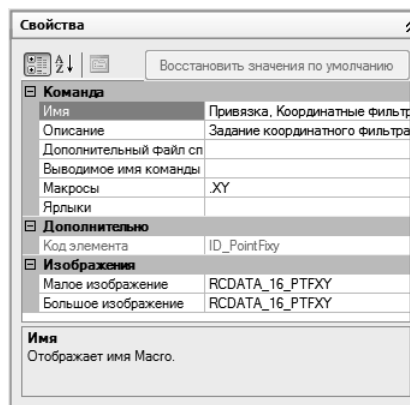 Свойства
Восстановить значения по умолчанию
Команда
Имя Привязка, Координатные фильтр
Описание Задание координатного фильтра
Дополнительный файл сп
Выводимое имя команды
Макросы .XY
Ярлыки
Дополнительно
Код элемента ID_PointFixy
Изображения
Малое изображение RCDATA_16_PTFXY
Большое изображение RCDATA_16_PTFXY
Имя
Отображает имя Macro.